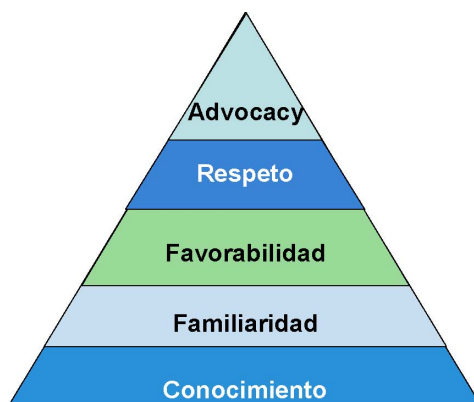 Advocacy
Respeto
Favorabilidad
Familiaridad
Conocimiento